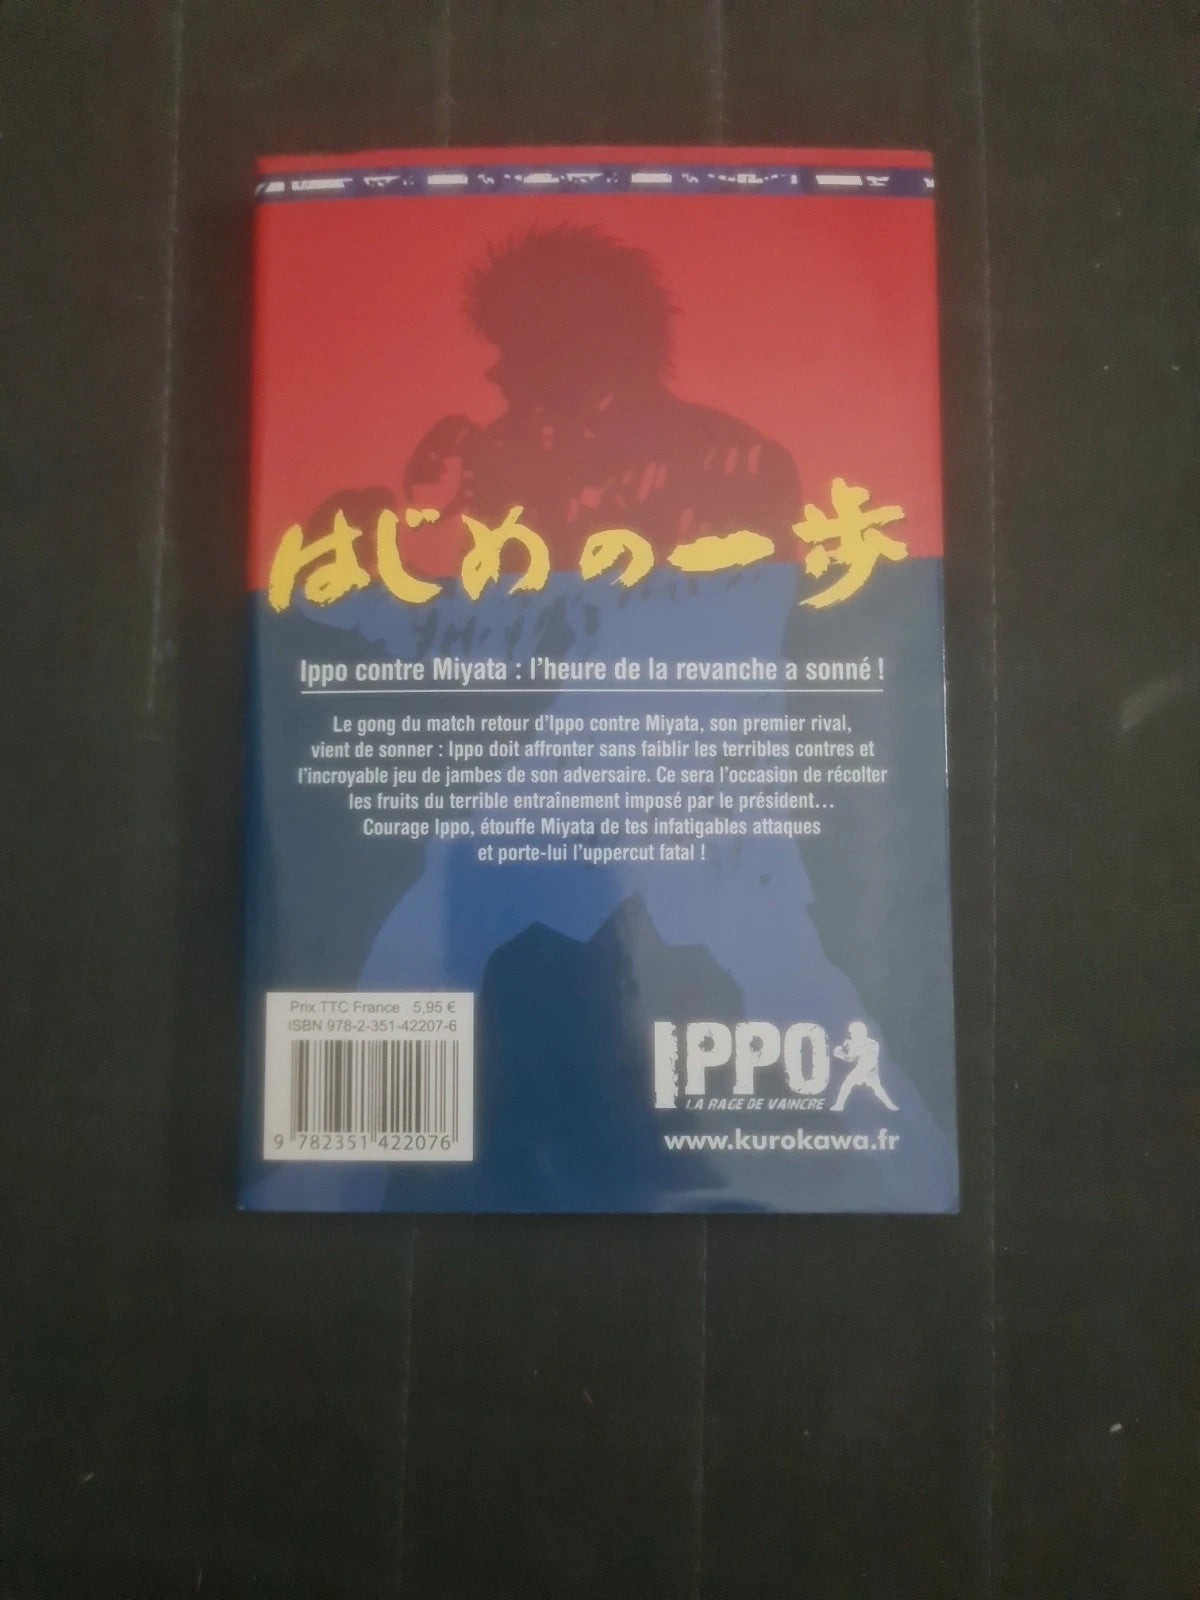 はじめの一歩
Ippo contre Miyata : l'heure de la revanche a sonné !
Le gong du match retour d'Ippo contre Miyata, son premier rival,
vient de sonner : Ippo doit affronter sans faiblir les terribles contres et
l'incroyable jeu de jambes de son adversaire. Ce sera l'occasion de récolter
les fruits du terrible entraînement imposé par le président...
Courage Ippo, étouffe Miyata de tes infatigables attaques
et porte-lui l'uppercut fatal !
Prix TTC France : 5,95 €
ISBN 978-2-351-42207-6
9 782351 422076
IPPO
LA RAGE DE VAINCRE
www.kurokawa.fr